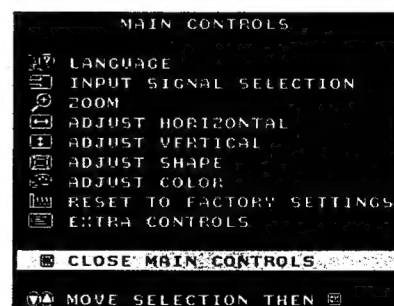 MAIN CONTROLS
LANGUAGE
INPUT SIGNAL SELECTION
ZOOM
ADJUST HORIZONTAL
ADJUST VERTICAL
ADJUST SHAPE
ADJUST COLOR
RESET TO FACTORY SETTINGS
EXTRA CONTROLS
CLOSE MAIN CONTROLS
MOVE SELECTION THEN